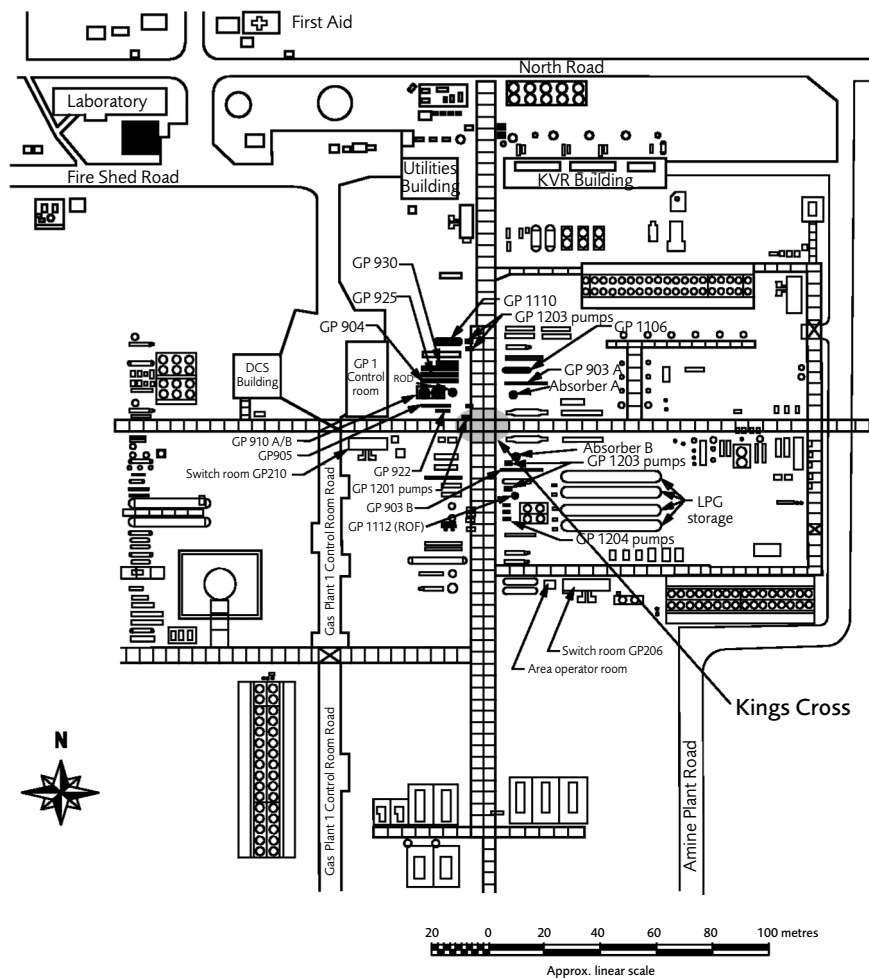 First Aid
North Road
Laboratory
Utilities
Building
KVR Building
Fire Shed Road
GP 930
GP 925
GP 904
GP 1110
GP 1203 pumps
GP 1106
DCS
Building
GP 1
Control
room
ROD
GP 903 A
Absorber A
GP 910 A/B
GP905
Switch room GP210
GP 922
GP 1201 pumps
GP 903 B
GP 1112 (ROF)
Absorber B
GP 1203 pumps
LPG
storage
GP 1204 pumps
Gas Plant 1 Control Room Road
Switch room GP206
Area operator room
Kings Cross
N
Gas Plant 1 Control Room Road
Amine Plant Road
20 0 20 40 60 80 100 metres
Approx. linear scale